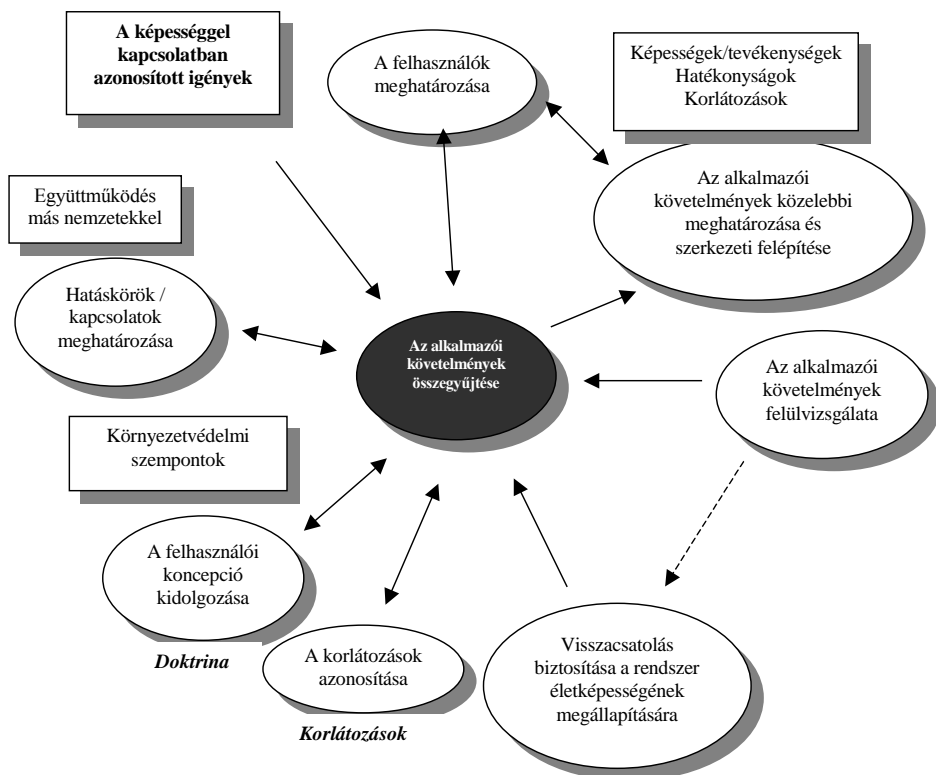 A képességgel
kapcsolatban
azonosított igények
A felhasználók
meghatározása
Képességek/tevékenységek
Hatékonyságok
Korlátozások
Együttműködés
más nemzetekkel
Az alkalmazói
követelmények közelebbi
meghatározása és
szerkezeti felépítése
Hatáskörök /
kapcsolatok
meghatározása
Az alkalmazói
követelmények
összegyűjtése
Az alkalmazói
követelmények
felülvizsgálata
Környezetvédelmi
szempontok
A felhasználói
koncepció
kidolgozása
Doktrina
A korlátozások
azonosítása
Korlátozások
Visszacsatolás
biztosítása a rendszer
életképességének
megállapítására